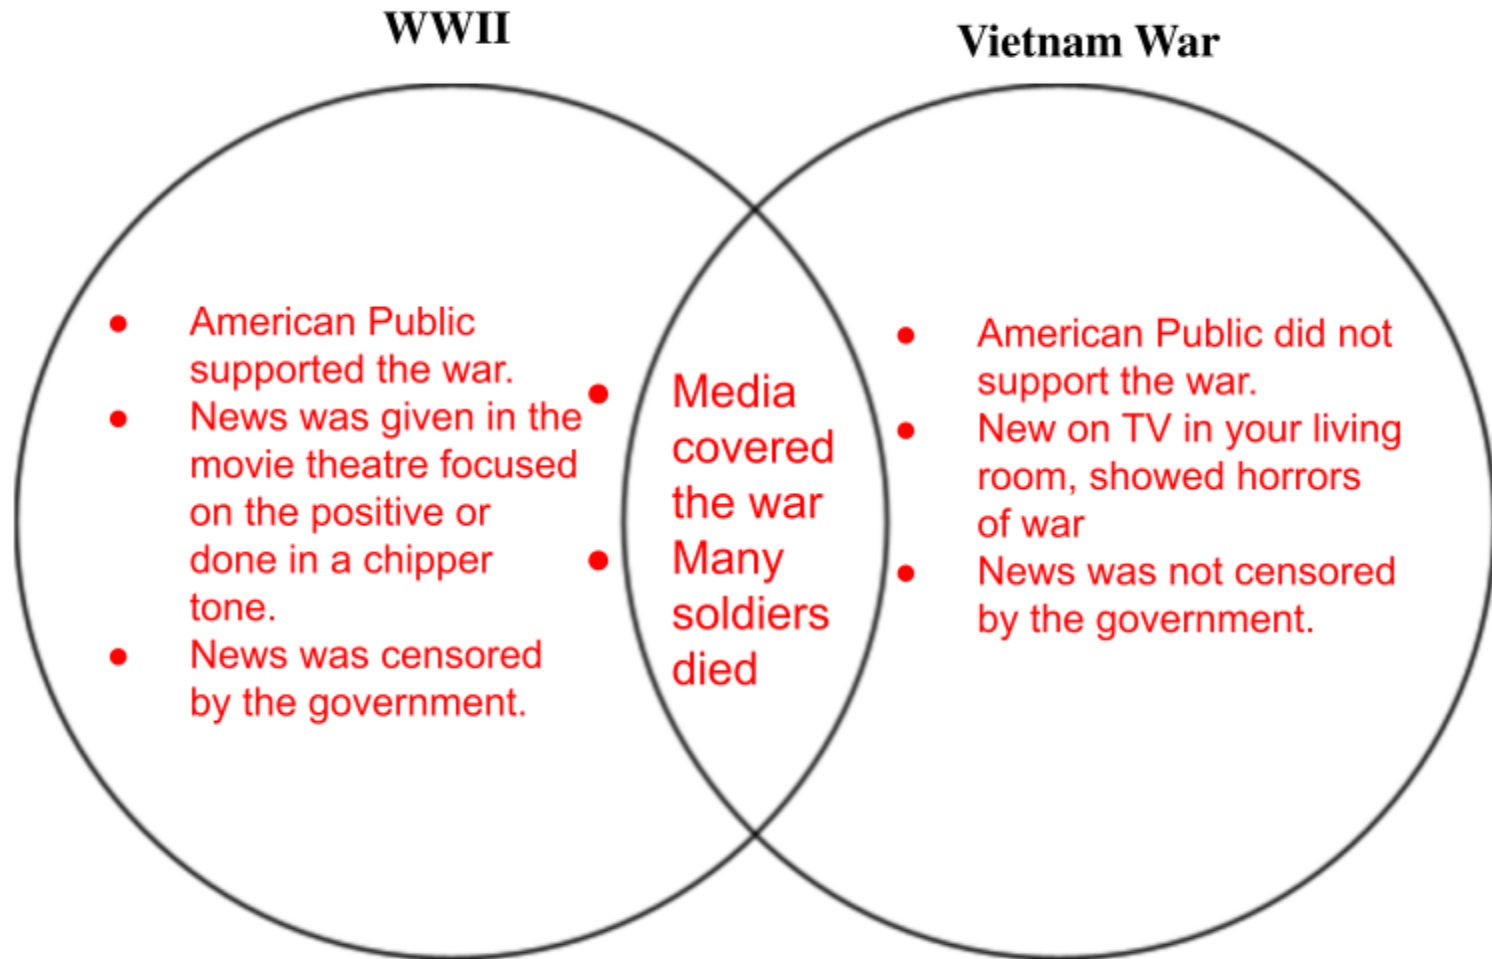 WWII
Vietnam War
• American Public
supported the war.
• News was given in the
movie theatre focused
on the positive or
done in a chipper
tone.
• News was censored
by the government.
• Media
covered
the war
• Many
soldiers
died
• American Public did not
support the war.
• New on TV in your living
room, showed horrors
of war
• News was not censored
by the government.